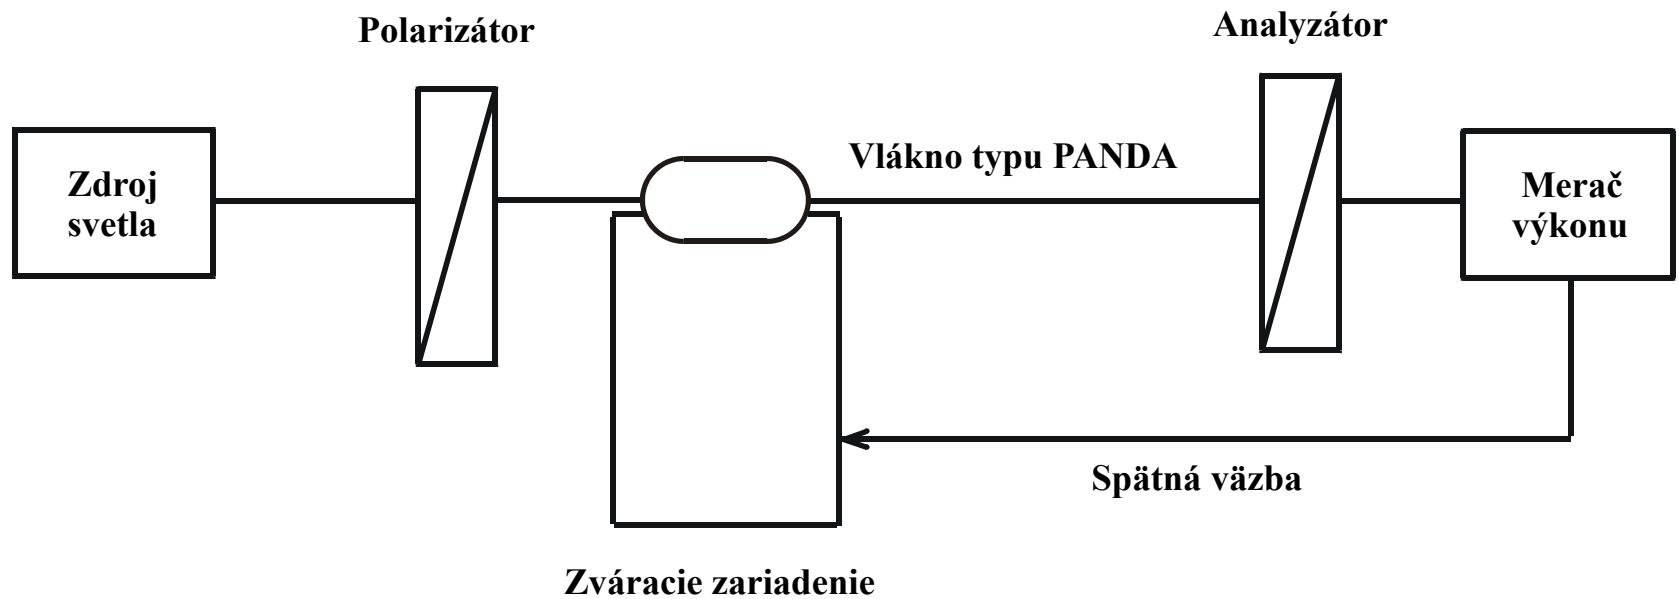 Polarizátor
Analyzátor
Zdroj
svetla
Vlákno typu PANDA
Merač
výkonu
Spätná väzba
Zváracie zariadenie